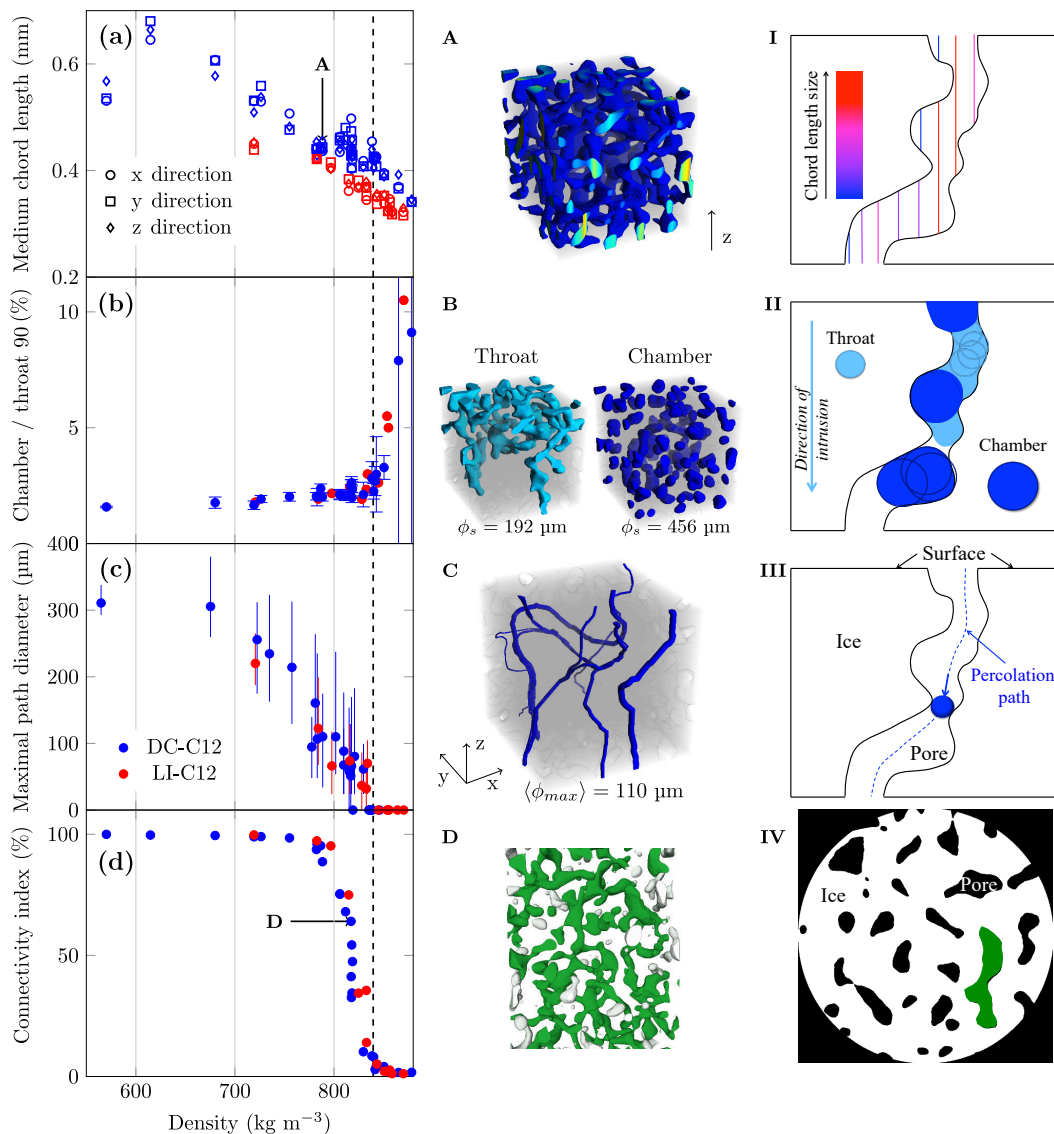 (a)
Medium chord length (mm)
0.6
0.4
0.2
A
x direction
y direction
z direction
(b)
Chamber / throat 90 (%)
10
5
(c)
Maximal path diameter (µm)
400
300
200
100
0
DC-C12
LI-C12
(d)
Connectivity index (%)
100
50
0
D
600
700
800
Density (kg m−3)
A
z
B
Throat
Chamber
ϕs = 192 µm
ϕs = 456 µm
C
z
y
x
⟨ϕmax⟩ = 110 µm
D
I
Chord length size
II
Throat
Direction of
intrusion
Chamber
III
Surface
Ice
Percolation
path
Pore
IV
Ice
Pore